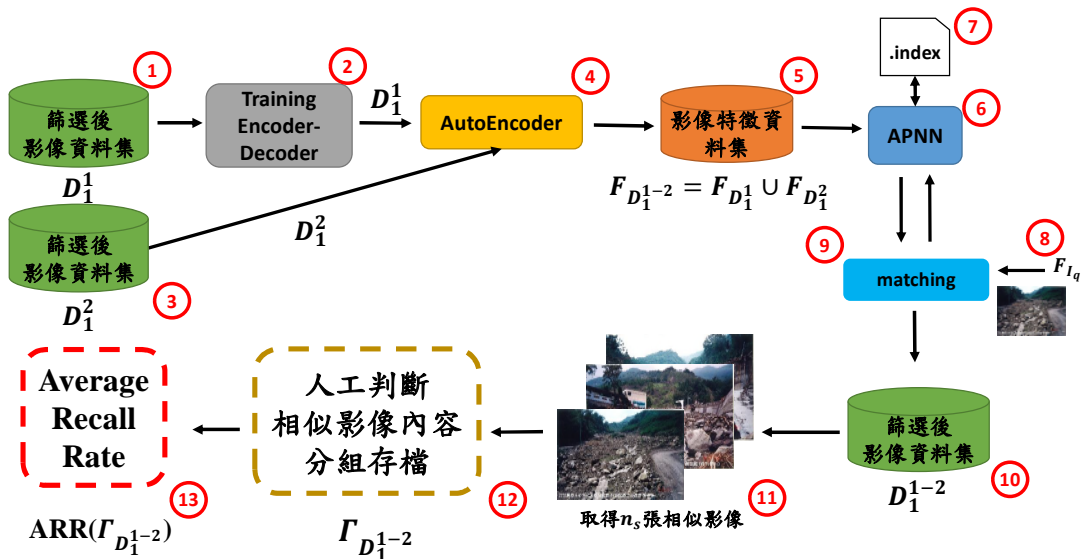 1
篩選後
影像資料集
$D_1^1$
2
Training
Encoder-
Decoder
$D_1^1$
3
篩選後
影像資料集
$D_1^2$
$D_1^2$
4
AutoEncoder
5
影像特徵資
料集
$F_{D_1^{1-2}} = F_{D_1^1} \cup F_{D_1^2}$
6
APNN
7
.index
8
$F_{I_q}$
9
matching
10
篩選後
影像資料集
$D_1^{1-2}$
11
取得$n_s$張相似影像
12
人工判斷
相似影像內容
分組存檔
$\Gamma_{D_1^{1-2}}$
13
Average
Recall
Rate
ARR($\Gamma_{D_1^{1-2}}$)